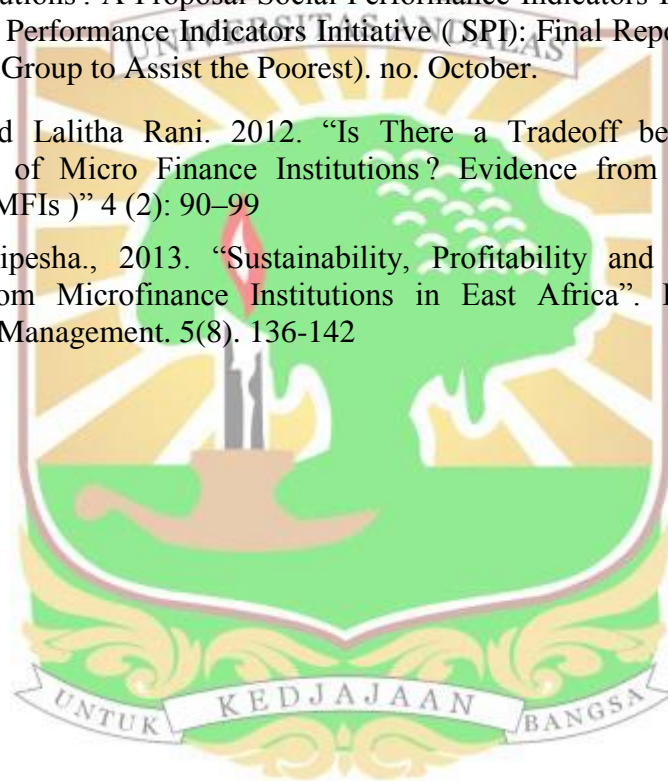 utions : A Proposal Social Performance Indicators
Performance Indicators Initiative ( SPI): Final Repo
UNIVERSITAS ANDALAS
Group to Assist the Poorest). no. October.
d Lalitha Rani. 2012. “Is There a Tradeoff be
of Micro Finance Institutions ? Evidence from
MFIs )” 4 (2): 90–99
ipesha., 2013. “Sustainability, Profitability and
om Microfinance Institutions in East Africa”.
Management. 5(8). 136-142
UNTUK KEDJAJAAN BANGSA